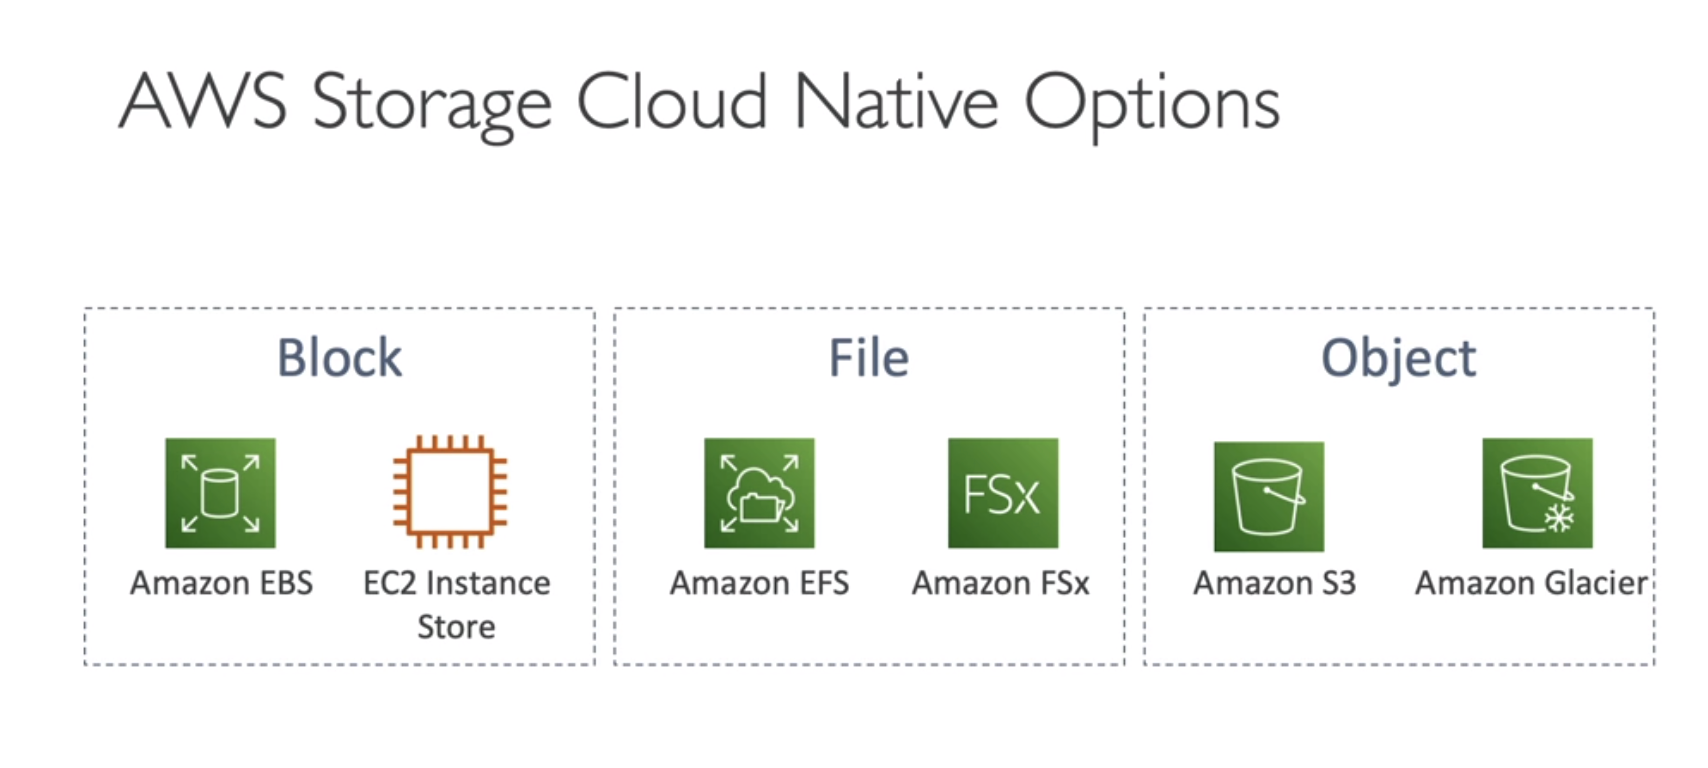 AWS Storage Cloud Native Options
Block
Amazon EBS
EC2 Instance
Store
File
Amazon EFS
FSx
Amazon FSx
Object
Amazon S3
Amazon Glacier